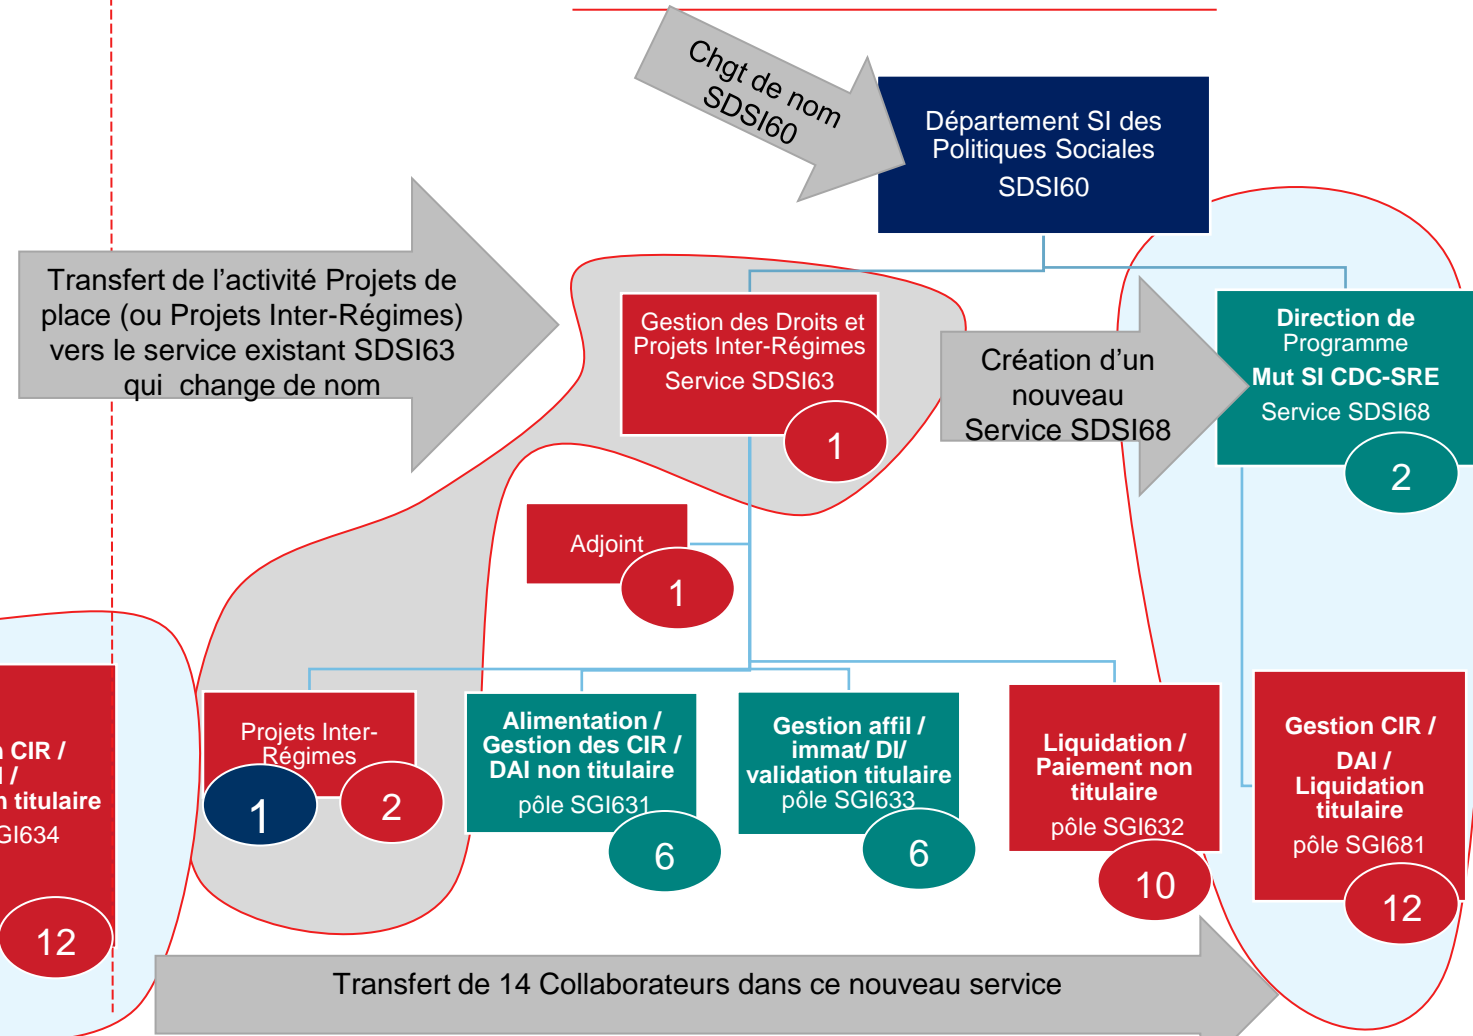 Chgt de nom
SDSI60
Département SI des
Politiques Sociales
SDSI60
Transfert de l’activité Projets de
place (ou Projets Inter-Régimes)
vers le service existant SDSI63
qui change de nom
Gestion des Droits et
Projets Inter-Régimes
Service SDSI63
1
Création d’un
nouveau
Service SDSI68
Direction de
Programme
Mut SI CDC-SRE
Service SDSI68
2
Adjoint
1
CIR /
/
titulaire
GI634
12
Projets Inter-
Régimes
1
2
Alimentation /
Gestion des CIR /
DAI non titulaire
pôle SGI631
6
Gestion affil /
immat/ DI/
validation titulaire
pôle SGI633
6
Liquidation /
Paiement non
titulaire
pôle SGI632
10
Gestion CIR /
DAI /
Liquidation
titulaire
pôle SGI681
12
Transfert de 14 Collaborateurs dans ce nouveau service